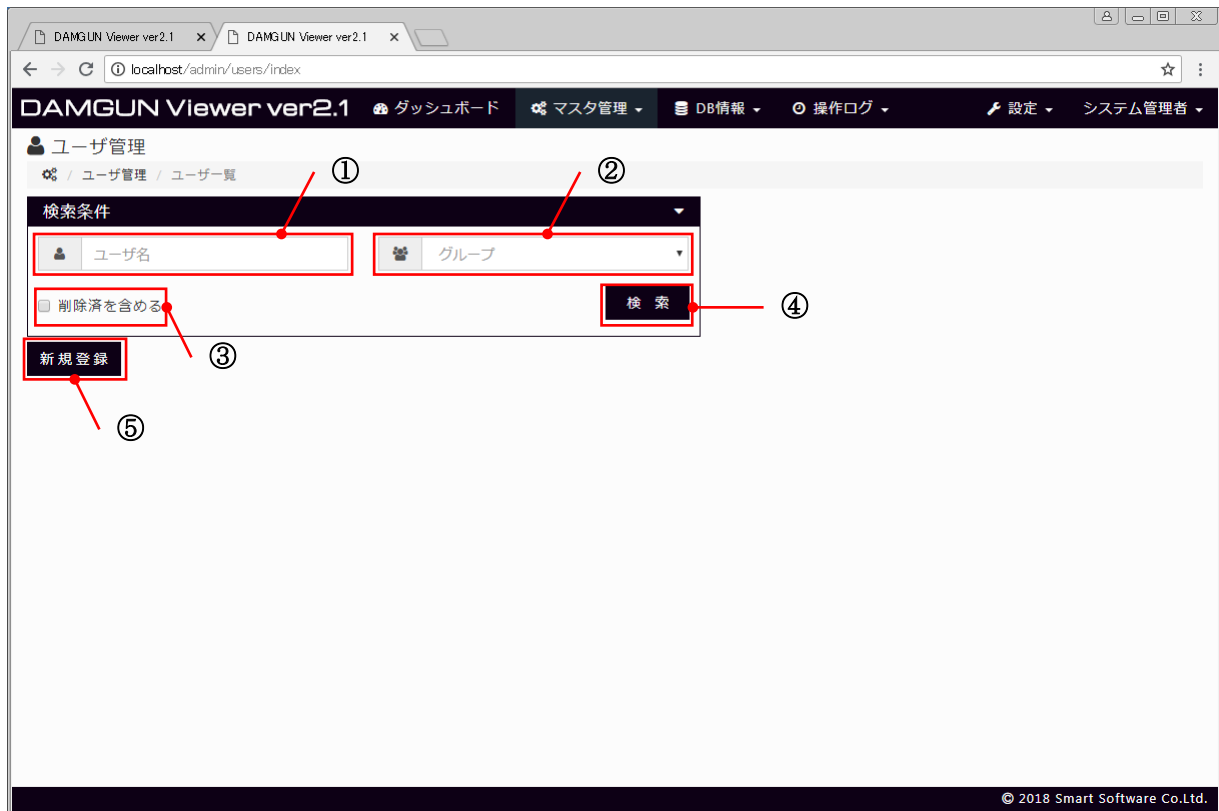 DAMGUN Viewer ver2.1 DAMGUN Viewer ver2.1
localhost/admin/users/index
DAMGUN Viewer ver2.1 ダッシュボード マスタ管理 DB情報 操作ログ 設定 システム管理者
ユーザ管理
/ ユーザ管理 / ユーザー覧
① ②
検索条件
ユーザ名 グループ
削除済を含める 検 索 ④
③
新規登録
⑤
© 2018 Smart Software Co.Ltd.